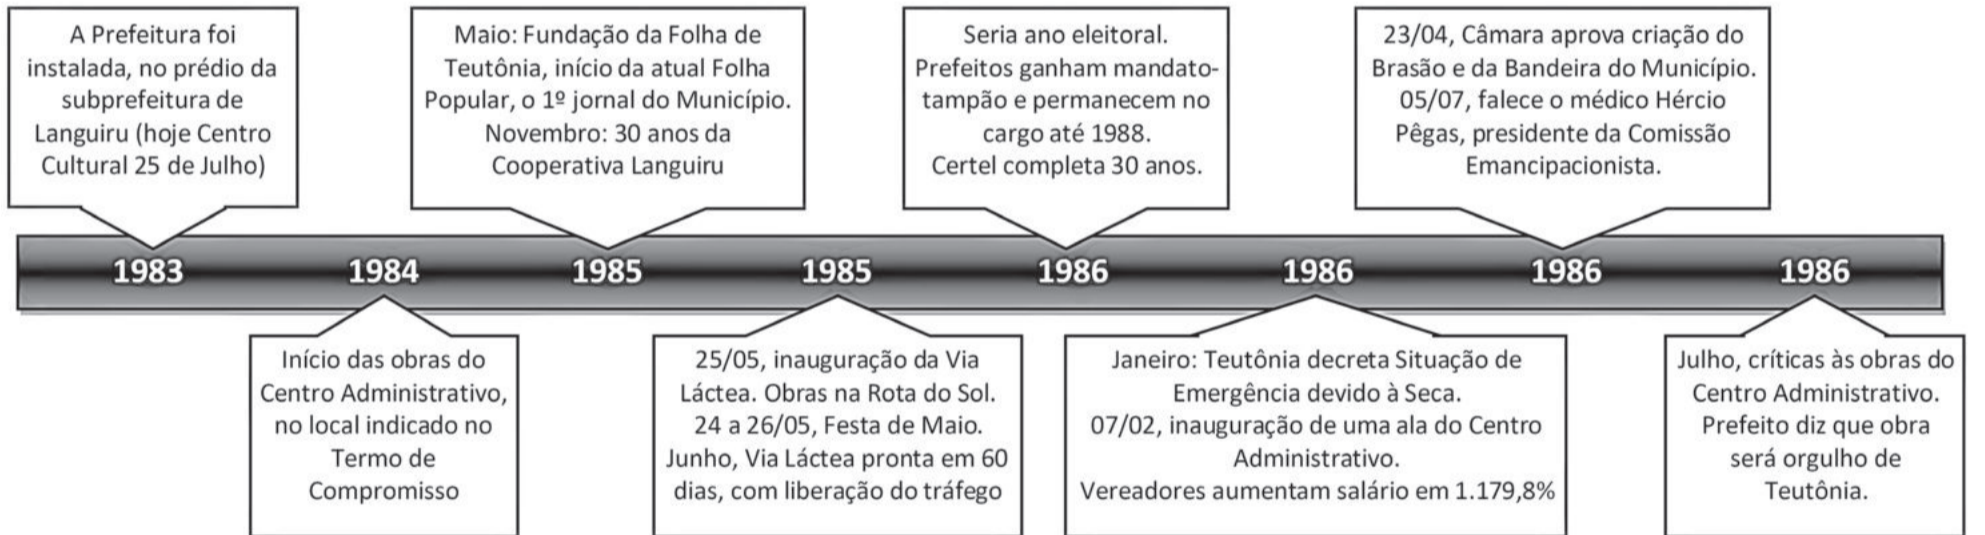 A Prefeitura foi
instalada, no prédio da
subprefeitura de
Languiru (hoje Centro
Cultural 25 de Julho)
Maio: Fundação da Folha de
Teutônia, início da atual Folha
Popular, o 1º jornal do Município.
Novembro: 30 anos da
Cooperativa Languiru
Seria ano eleitoral.
Prefeitos ganham mandato-
tampão e permanecem no
cargo até 1988.
Certel completa 30 anos.
23/04, Câmara aprova criação do
Brasão e da Bandeira do Município.
05/07, falece o médico Hércio
Pêgas, presidente da Comissão
Emancipacionista.
1983 1984 1985 1985 1986 1986 1986 1986
Início das obras do
Centro Administrativo,
no local indicado no
Termo de
Compromisso
25/05, inauguração da Via
Láctea. Obras na Rota do Sol.
24 a 26/05, Festa de Maio.
Junho, Via Láctea pronta em 60
dias, com liberação do tráfego
Janeiro: Teutônia decreta Situação de
Emergência devido à Seca.
07/02, inauguração de uma ala do Centro
Administrativo.
Vereadores aumentam salário em 1.179,8%
Julho, críticas às obras do
Centro Administrativo.
Prefeito diz que obra
será orgulho de
Teutônia.